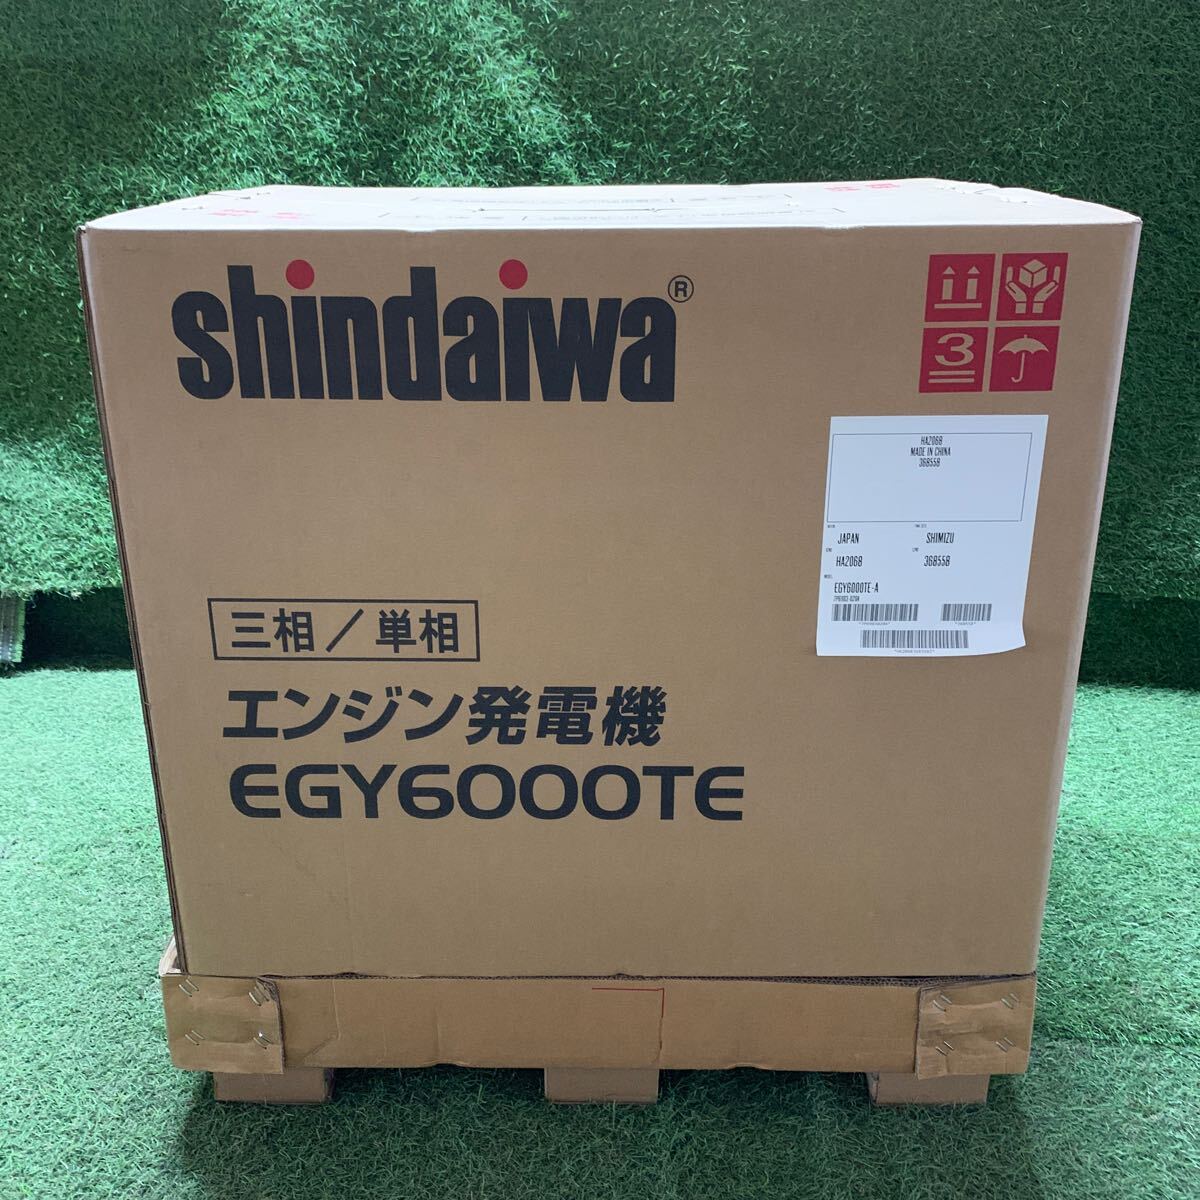 shindaiwa®
3
HA2068
MADE IN CHINA
368558
JAPAN SHIMIZU
HA2068 368558
EGY6000TE-A
三相/単相
エンジン発電機
EGY6000TE